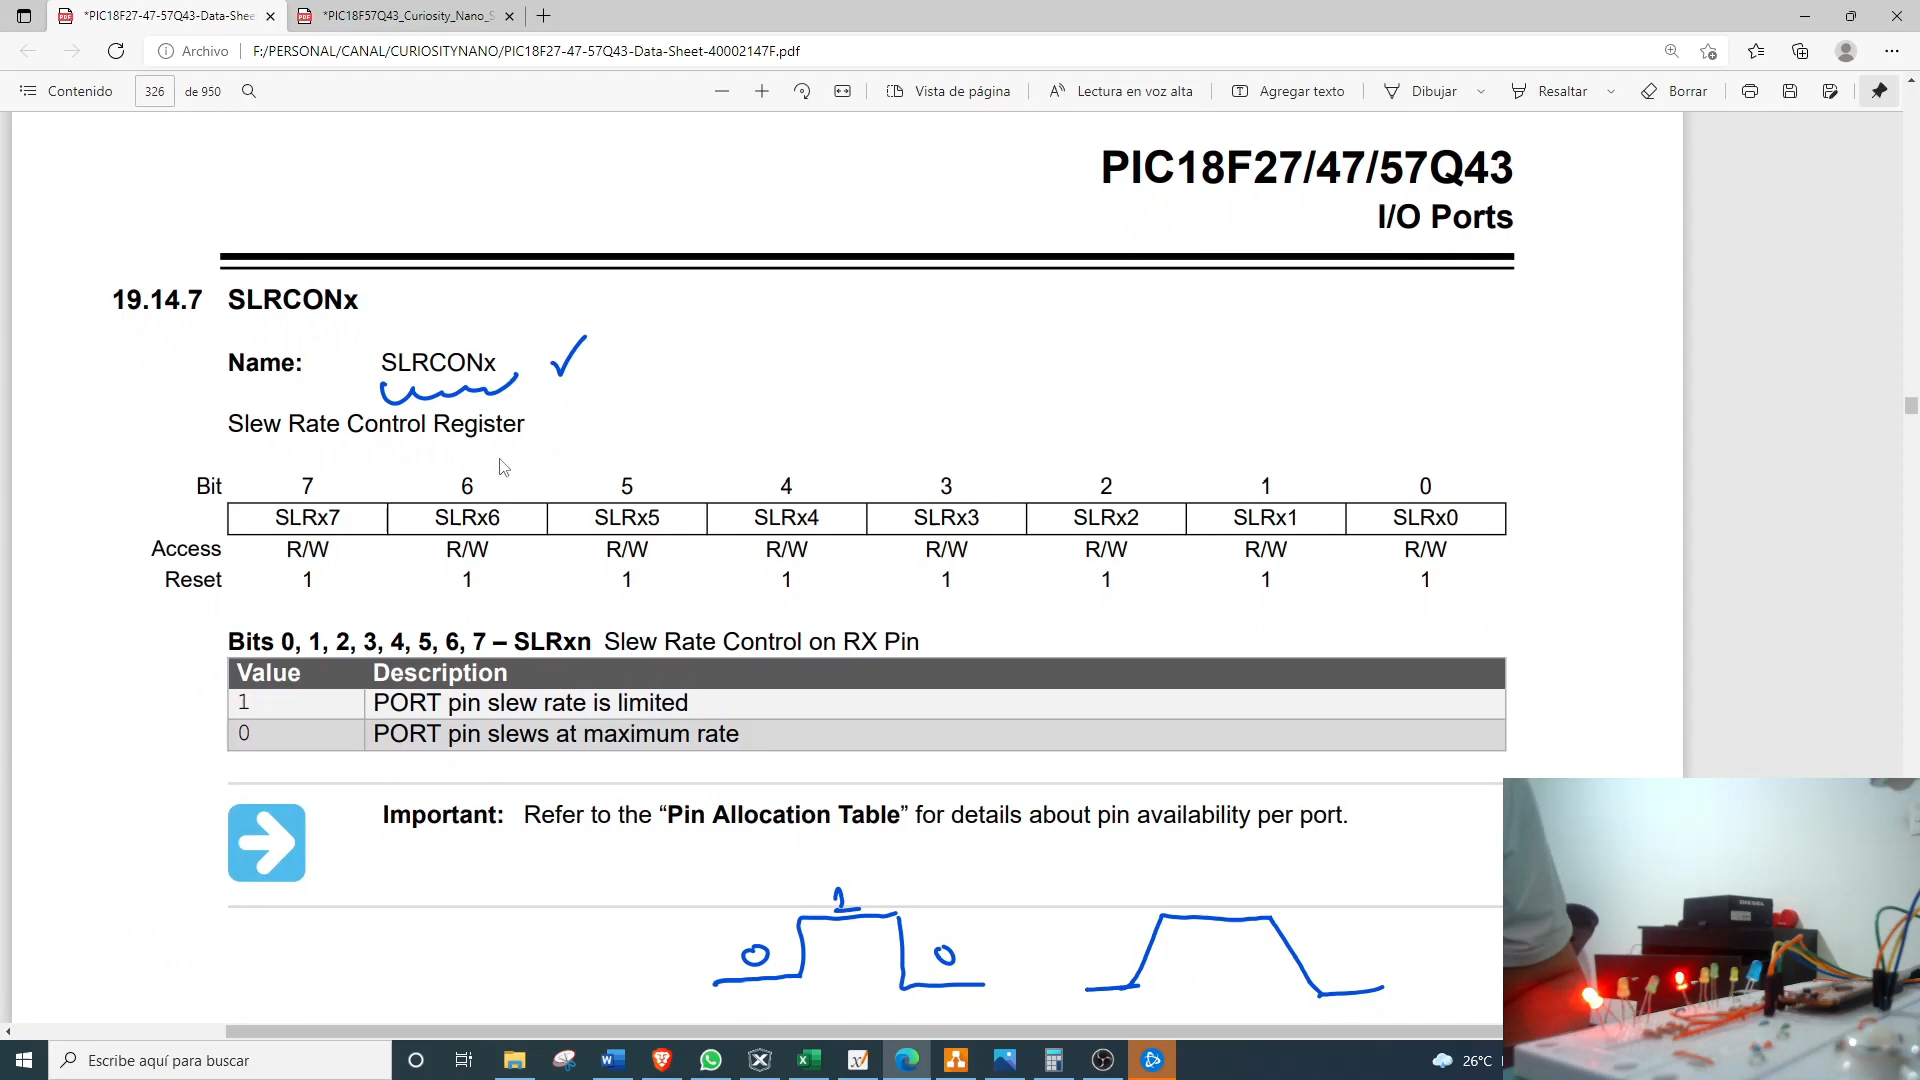 *PIC18F27-47-57Q43-Data-Shee
*PIC18F57Q43_Curiosity_Nano_S
Archivo
F:/PERSONAL/CANAL/CURIOSITYNANO/PIC18F27-47-57Q43-Data-Sheet-40002147F.pdf
Contenido 326 de 950 Vista de página Lectura en voz alta Agregar texto Dibujar Resaltar Borrar
PIC18F27/47/57Q43
I/O Ports
19.14.7 SLRCONx
Name: SLRCONx
Slew Rate Control Register
Bit 7 6 5 4 3 2 1 0
SLRx7 SLRx6 SLRx5 SLRx4 SLRx3 SLRx2 SLRx1 SLRx0
Access R/W R/W R/W R/W R/W R/W R/W R/W
Reset 1 1 1 1 1 1 1 1
Bits 0, 1, 2, 3, 4, 5, 6, 7 – SLRxn Slew Rate Control on RX Pin
Value Description
1 PORT pin slew rate is limited
0 PORT pin slews at maximum rate
Important: Refer to the “Pin Allocation Table” for details about pin availability per port.
1
0 0
DIESEL
Escribe aquí para buscar
26°C